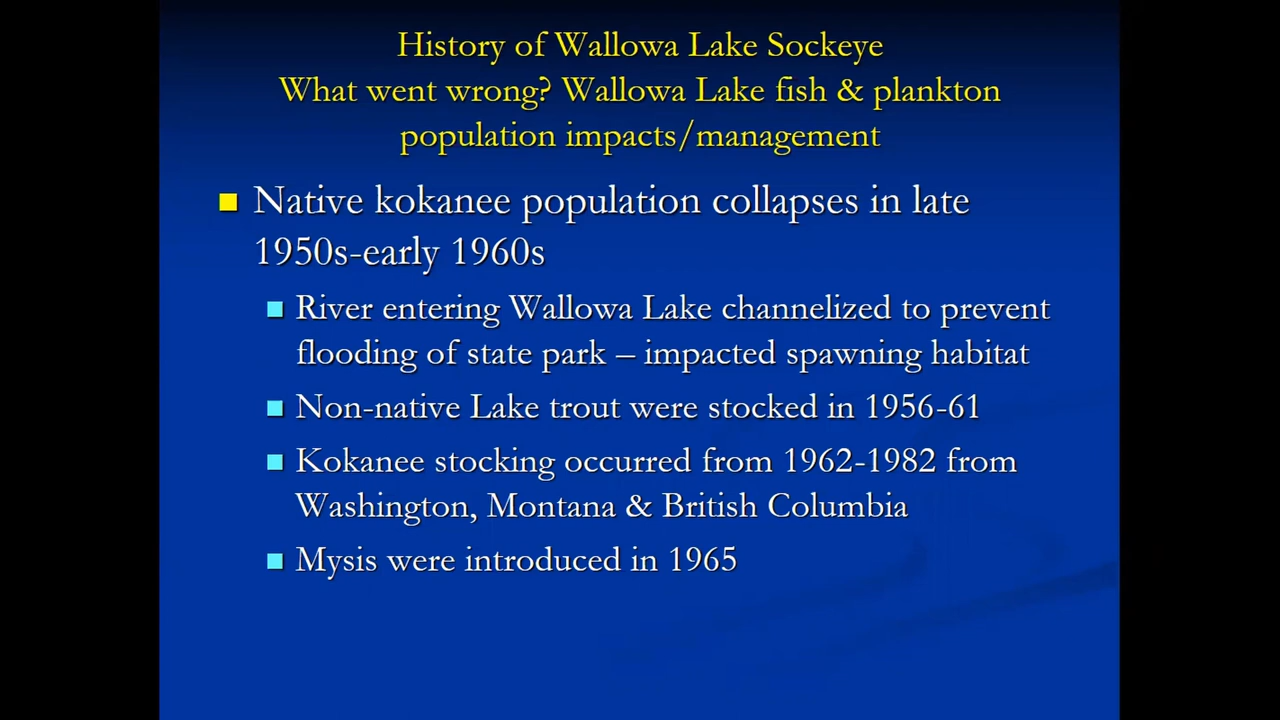 History of Wallowa Lake Sockeye
What went wrong? Wallowa Lake fish & plankton
population impacts/management
Native kokanee population collapses in late
1950s-early 1960s
River entering Wallowa Lake channelized to prevent
flooding of state park – impacted spawning habitat
Non-native Lake trout were stocked in 1956-61
Kokanee stocking occurred from 1962-1982 from
Washington, Montana & British Columbia
Mysis were introduced in 1965